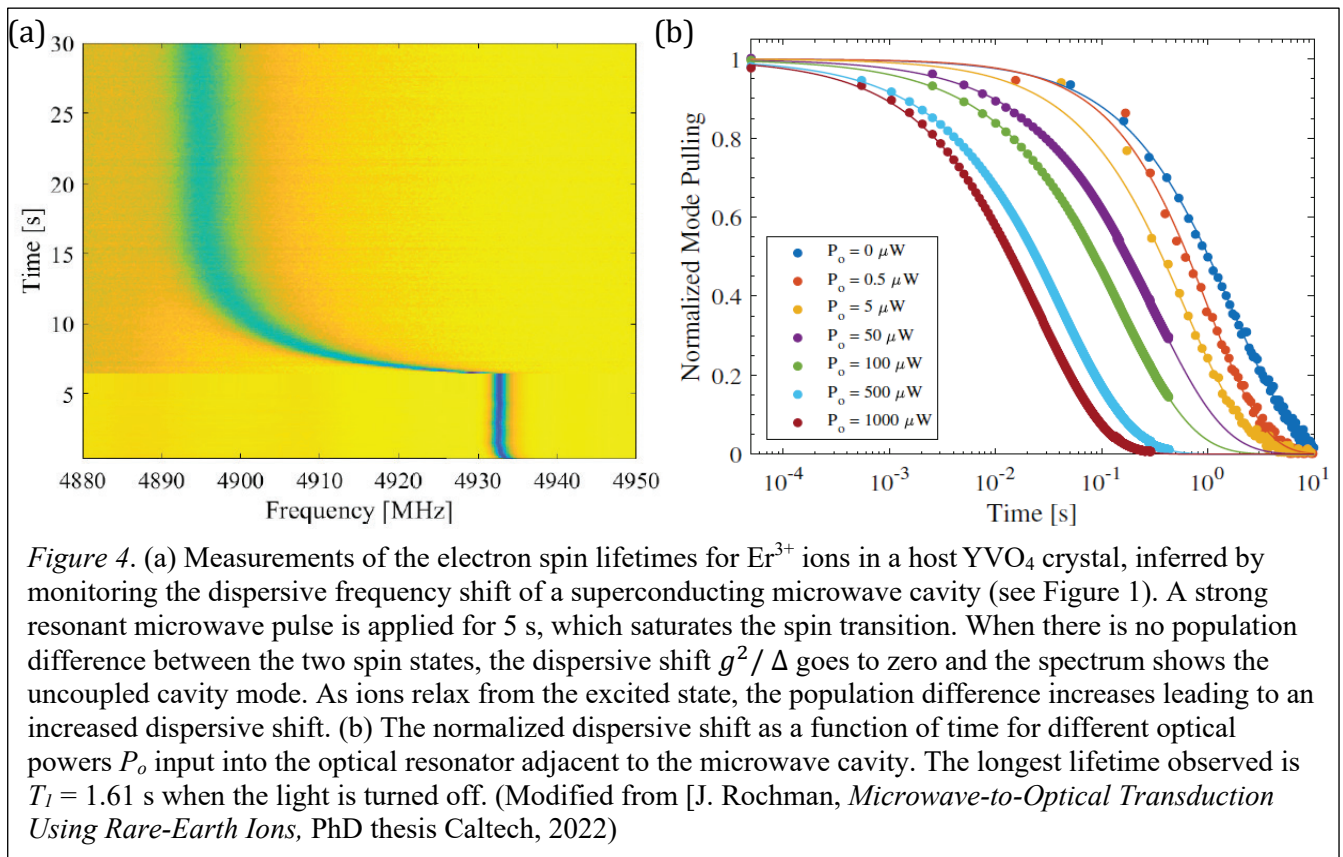 (a)
30
25
20
15
10
5
Time [s]
4880 4890 4900 4910 4920 4930 4940 4950
Frequency [MHz]
(b)
1
0.8
0.6
0.4
0.2
0
Normalized Mode Pulling
P_o = 0 μW
P_o = 0.5 μW
P_o = 5 μW
P_o = 50 μW
P_o = 100 μW
P_o = 500 μW
P_o = 1000 μW
10⁻⁴ 10⁻³ 10⁻² 10⁻¹ 10⁰ 10¹
Time [s]
Figure 4. (a) Measurements of the electron spin lifetimes for Er³⁺ ions in a host YVO₄ crystal, inferred by
monitoring the dispersive frequency shift of a superconducting microwave cavity (see Figure 1). A strong
resonant microwave pulse is applied for 5 s, which saturates the spin transition. When there is no population
difference between the two spin states, the dispersive shift g²/ Δ goes to zero and the spectrum shows the
uncoupled cavity mode. As ions relax from the excited state, the population difference increases leading to an
increased dispersive shift. (b) The normalized dispersive shift as a function of time for different optical
powers Pₒ input into the optical resonator adjacent to the microwave cavity. The longest lifetime observed is
T₁ = 1.61 s when the light is turned off. (Modified from [J. Rochman, Microwave-to-Optical Transduction
Using Rare-Earth Ions, PhD thesis Caltech, 2022)